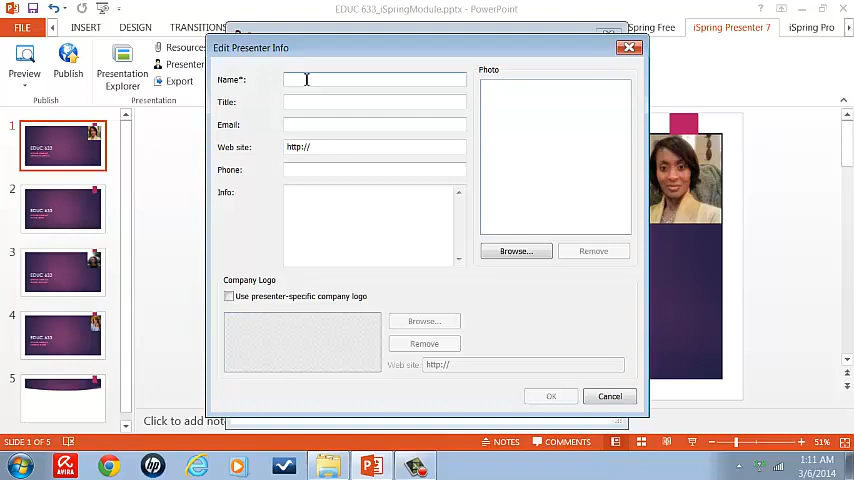 EDUC 633_iSpringModule.pptx - PowerPoint
FILE INSERT DESIGN TRANSITIONS Spring Free iSpring Presenter 7 iSpring Pro
Edit Presenter Info
Preview
Publish
Presentation
Explorer
Resources
Presenter
Export
Publish
Presentation
Name*:
Title:
Email:
Web site: http://
Phone:
Info:
Photo
Browse...
Remove
Company Logo
Use presenter-specific company logo
Browse...
Remove
Web site: http://
OK
Cancel
1
EDUC 633
2
EDUC 633
3
EDUC 633
4
EDUC 633
5
Click to add not
SLIDE 1 OF 5
NOTES
COMMENTS
51%
AVIRA
hp
1:11 AM
3/6/2014